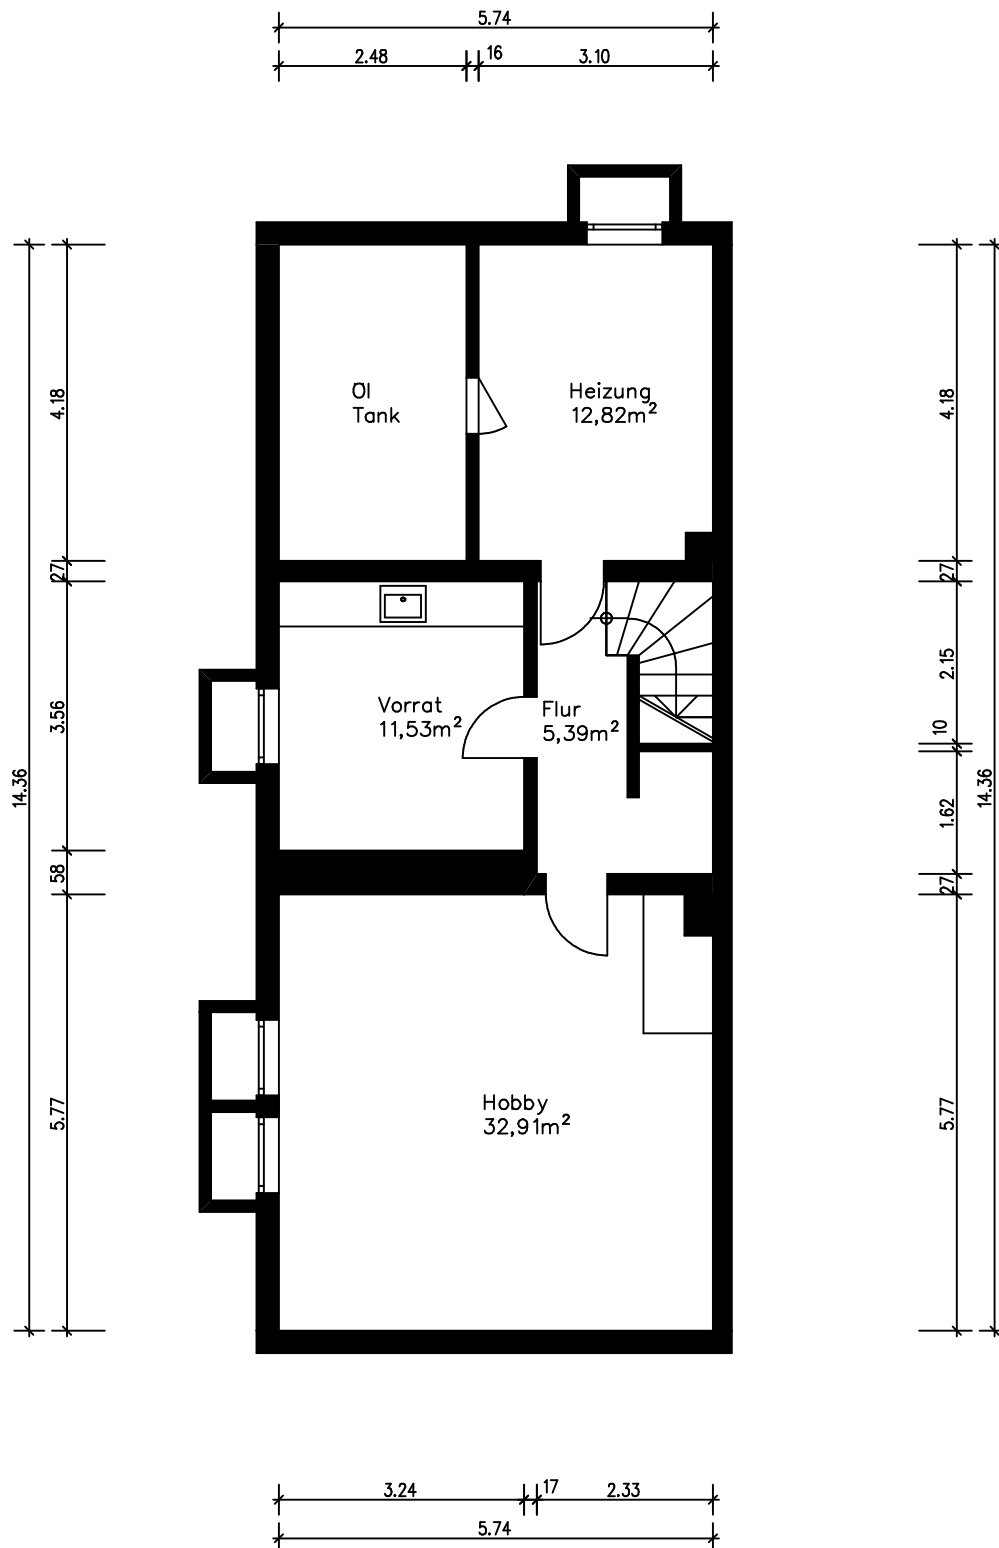 5.74
2.48 16 3.10
Öl
Tank
Heizung
12,82m²
Vorrat
11,53m²
Flur
5,39m²
Hobby
32,91m²
14.36
4.18
27
3.56
58
5.77
4.18
27
2.15
10
1.62
27
5.77
14.36
3.24 17 2.33
5.74